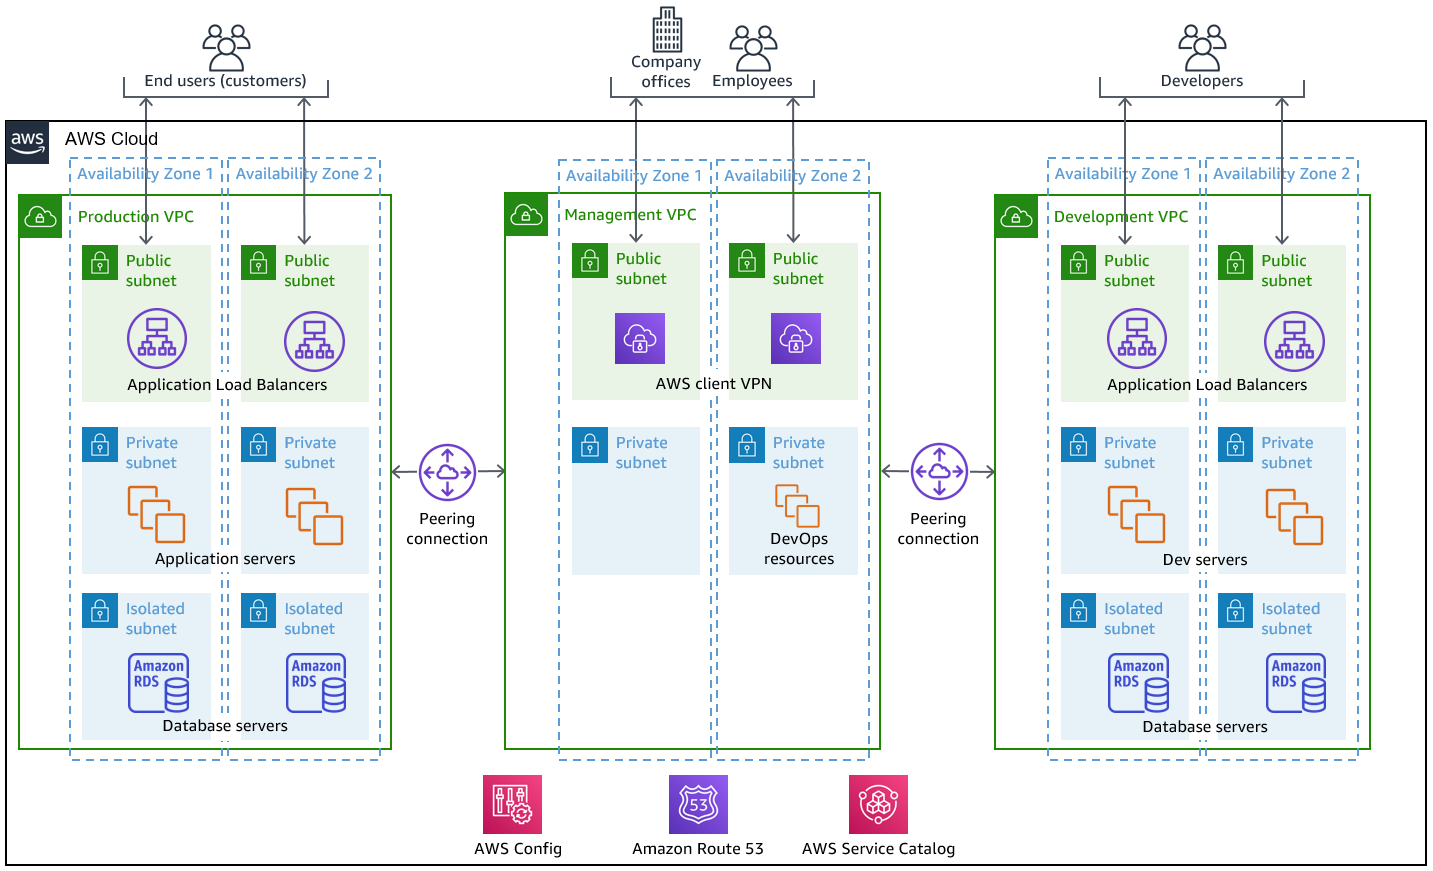 Company
offices
End users (customers)
Employees
Developers
aws
AWS Cloud
Availability Zone 1
Availability Zone 2
Availability Zone 1
Availability Zone 2
Availability Zone 1
Availability Zone 2
Production VPC
Management VPC
Development VPC
Public
subnet
Public
subnet
Public
subnet
Public
subnet
Public
subnet
Public
subnet
Application Load Balancers
AWS client VPN
Application Load Balancers
Private
subnet
Private
subnet
Private
subnet
Private
subnet
Private
subnet
Private
subnet
Peering
connection
Peering
connection
Application servers
DevOps
resources
Dev servers
Isolated
subnet
Isolated
subnet
Isolated
subnet
Isolated
subnet
Amazon
RDS
Amazon
RDS
Amazon
RDS
Amazon
RDS
Database servers
Database servers
53
AWS Config
Amazon Route 53
AWS Service Catalog